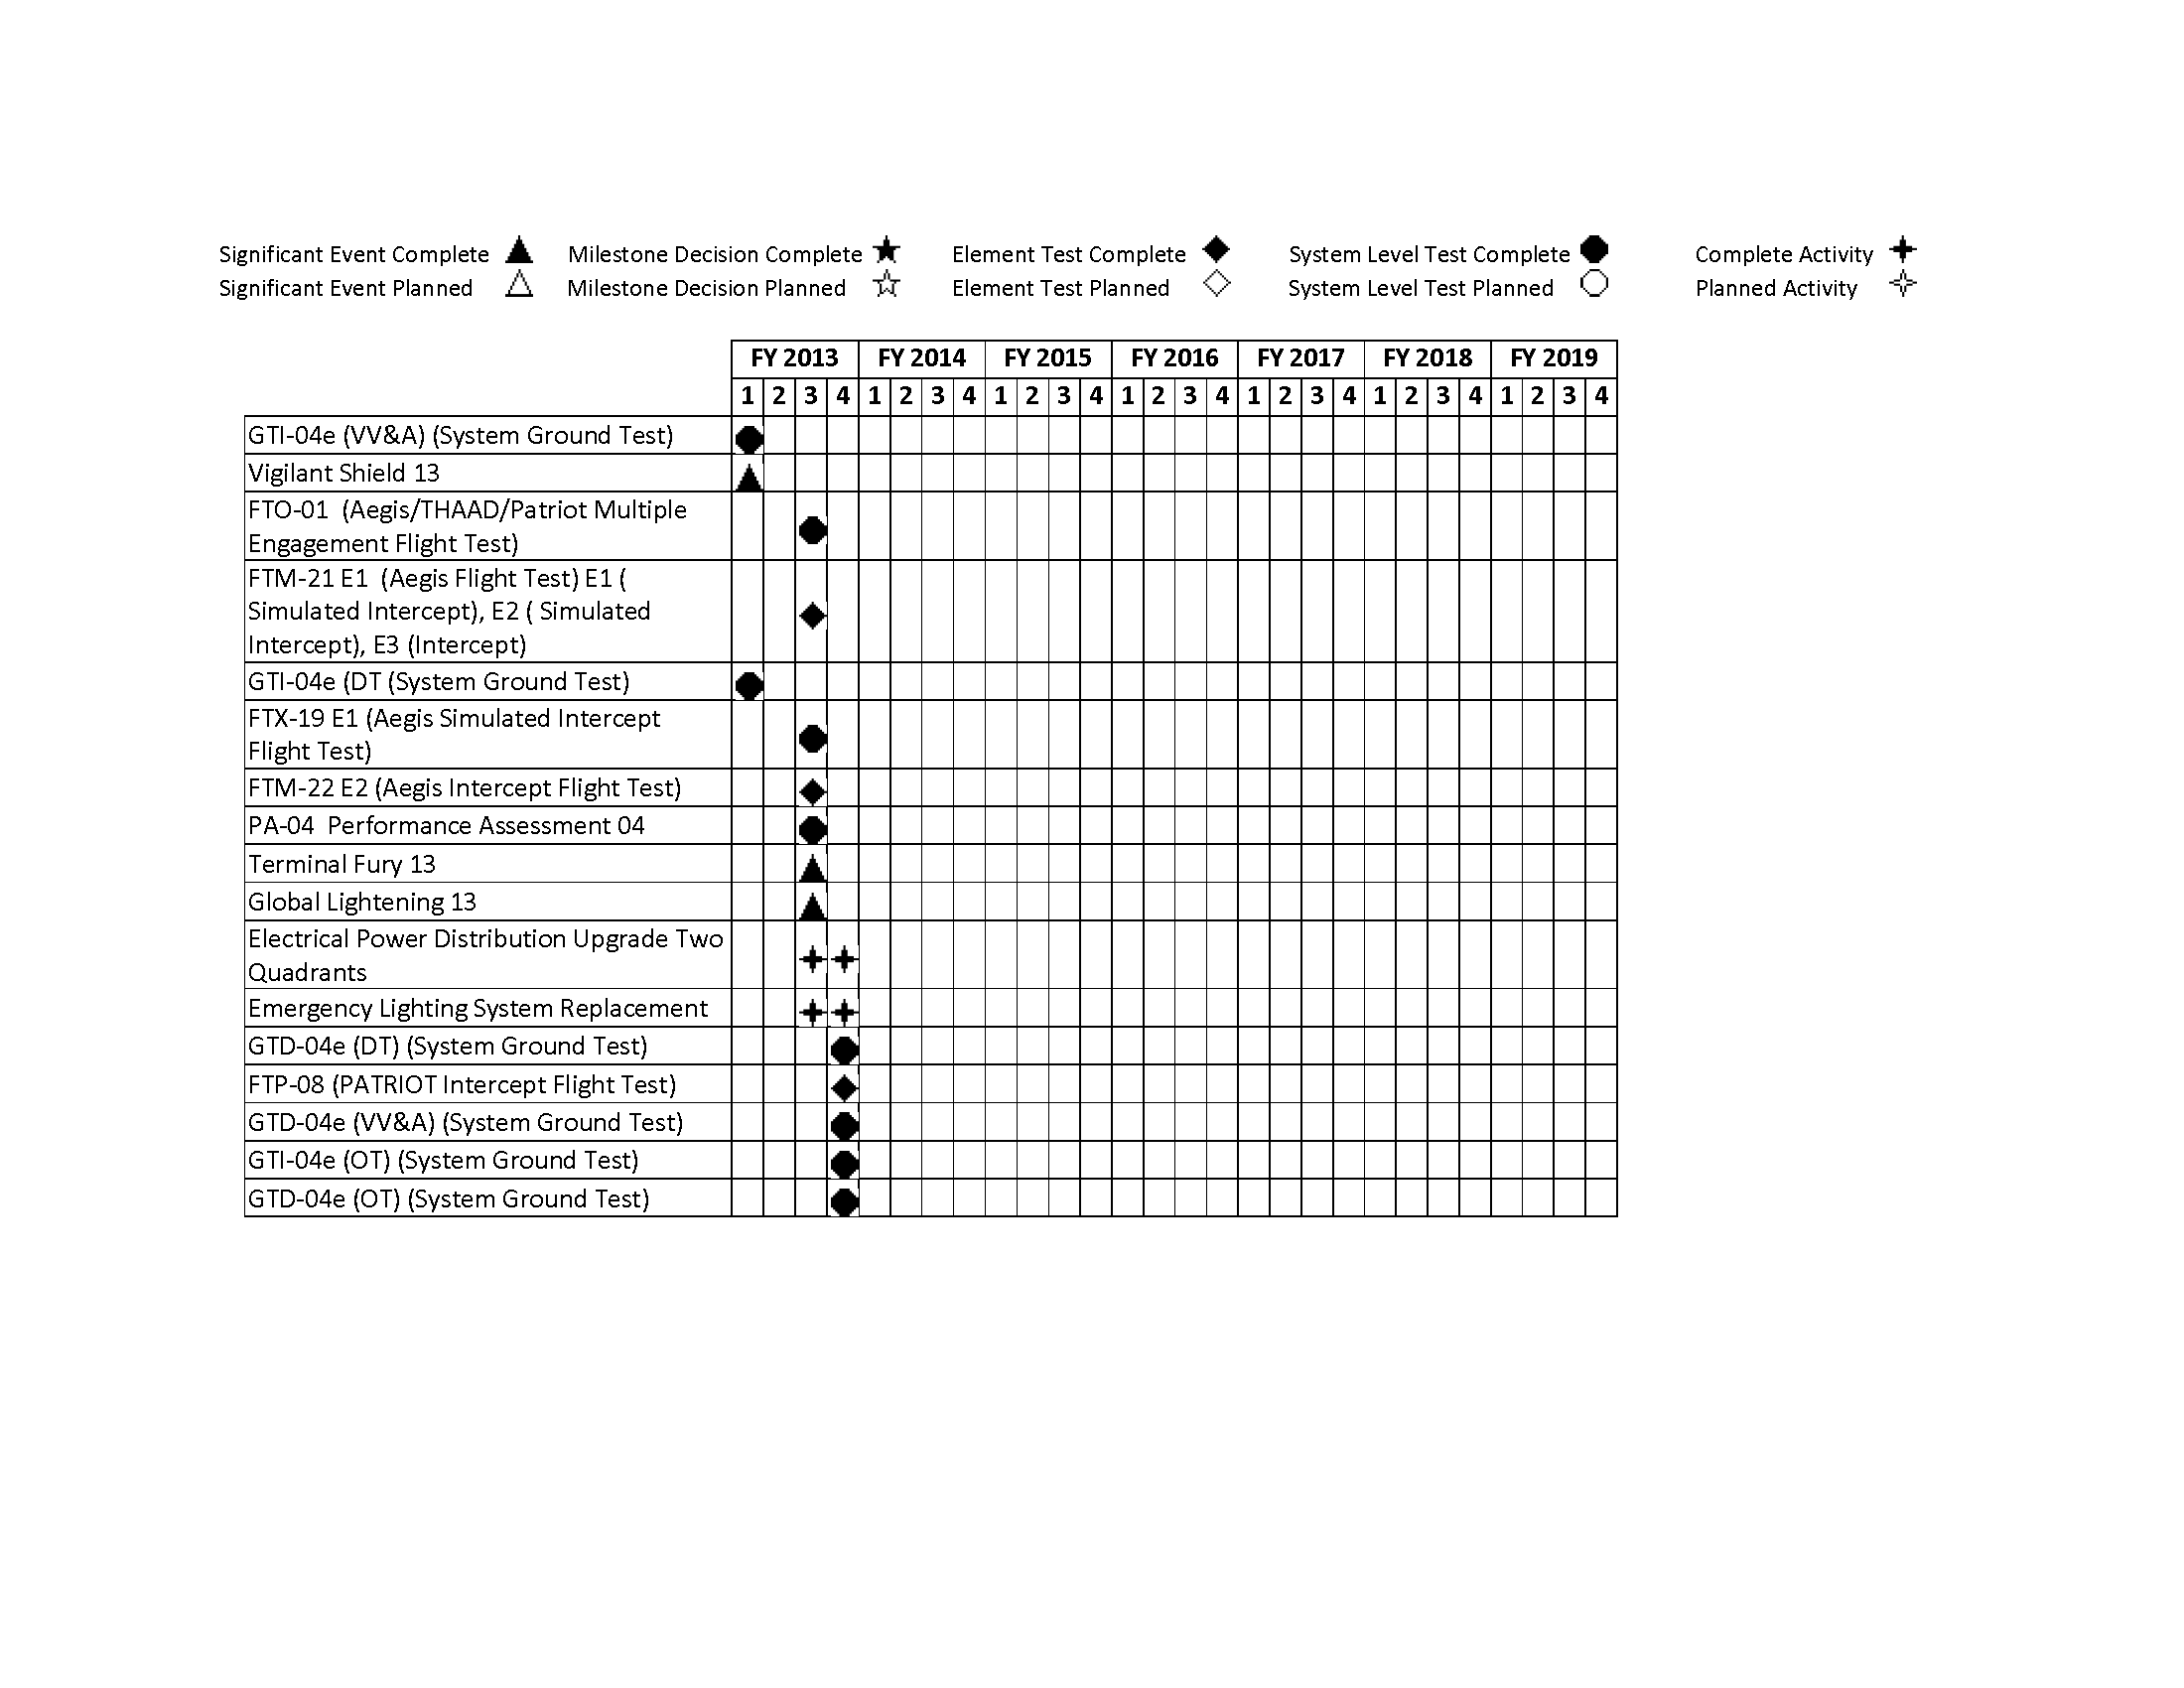 Significant Event Complete Milestone Decision Complete Element Test Complete System Level Test Complete Complete Activity
Significant Event Planned Milestone Decision Planned Element Test Planned System Level Test Planned Planned Activity
FY 2013 FY 2014 FY 2015 FY 2016 FY 2017 FY 2018 FY 2019
1 2 3 4 1 2 3 4 1 2 3 4 1 2 3 4 1 2 3 4 1 2 3 4 1 2 3 4
GTI-04e (VV&A) (System Ground Test)
Vigilant Shield 13
FTO-01 (Aegis/THAAD/Patriot Multiple
Engagement Flight Test)
FTM-21 E1 (Aegis Flight Test) E1 (
Simulated Intercept), E2 ( Simulated
Intercept), E3 (Intercept)
GTI-04e (DT (System Ground Test)
FTX-19 E1 (Aegis Simulated Intercept
Flight Test)
FTM-22 E2 (Aegis Intercept Flight Test)
PA-04 Performance Assessment 04
Terminal Fury 13
Global Lightening 13
Electrical Power Distribution Upgrade Two
Quadrants
Emergency Lighting System Replacement
GTD-04e (DT) (System Ground Test)
FTP-08 (PATRIOT Intercept Flight Test)
GTD-04e (VV&A) (System Ground Test)
GTI-04e (OT) (System Ground Test)
GTD-04e (OT) (System Ground Test)